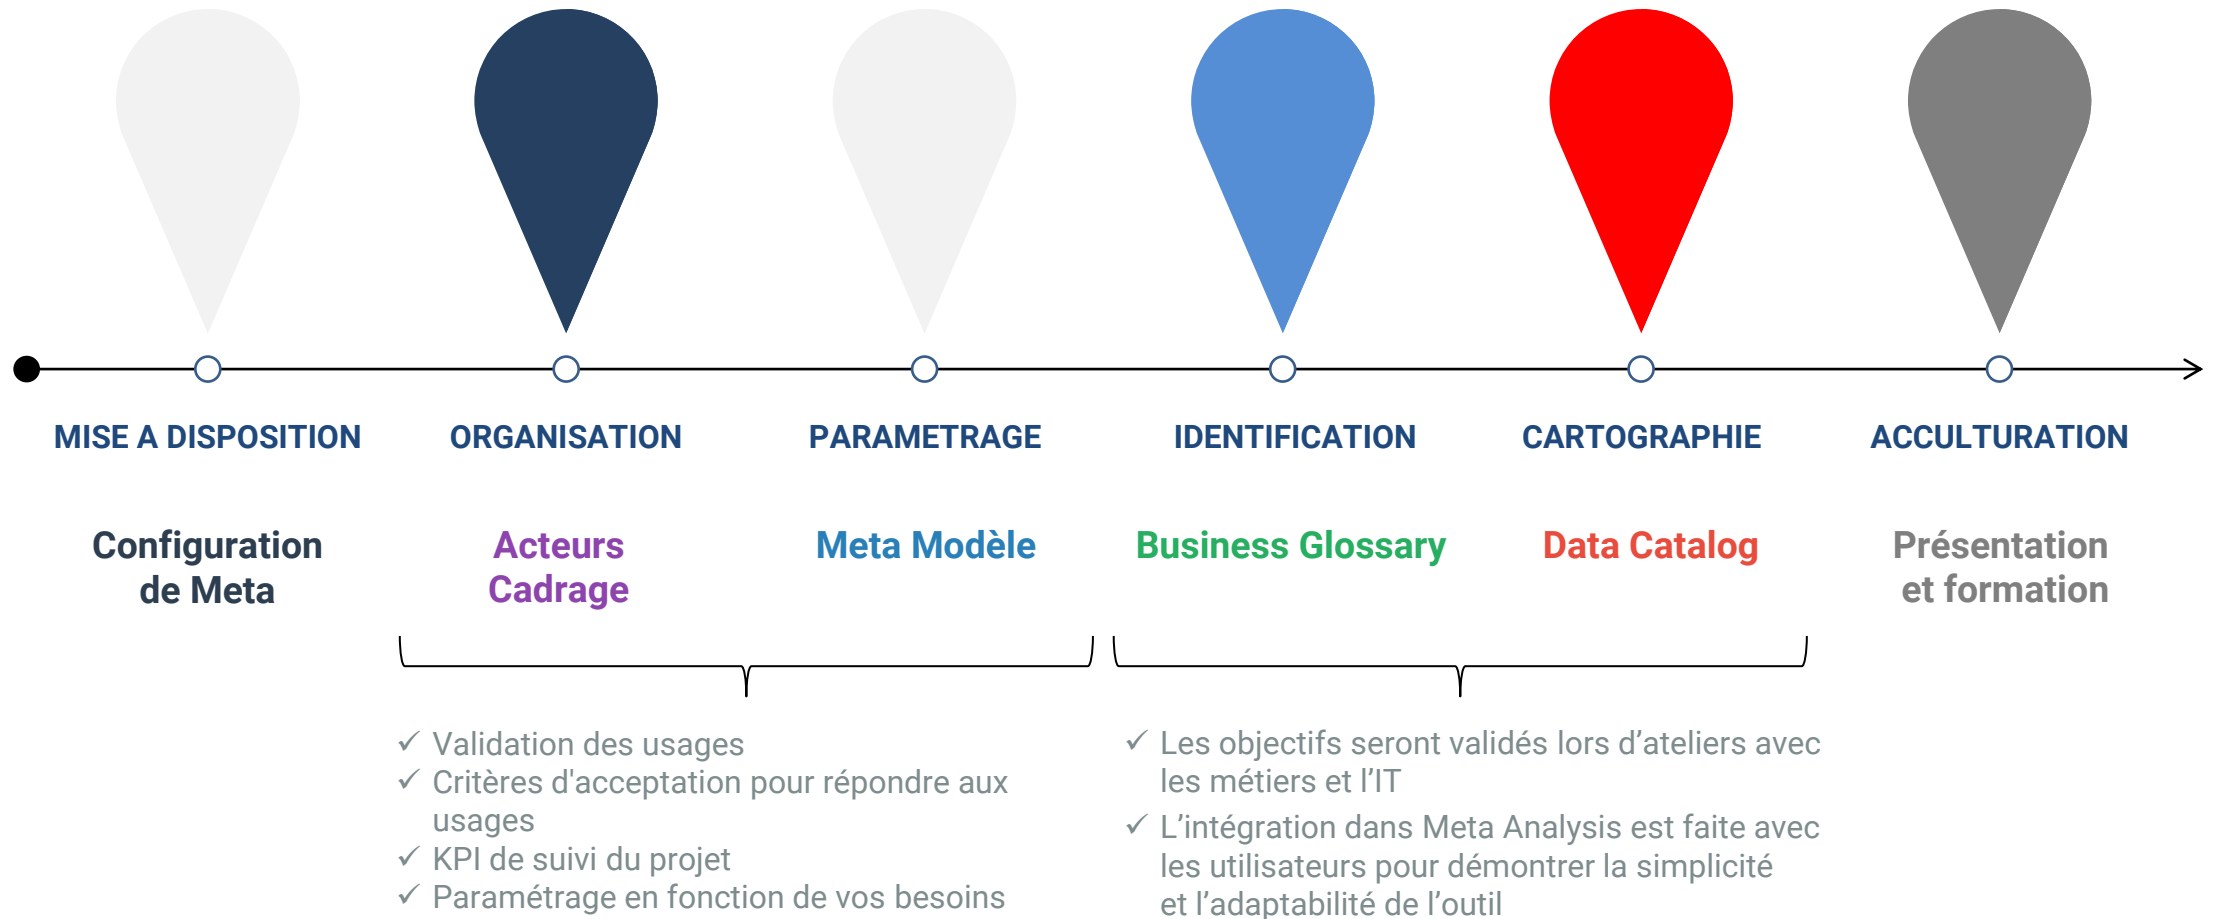 MISE A DISPOSITION
ORGANISATION
PARAMETRAGE
IDENTIFICATION
CARTOGRAPHIE
ACCULTURATION
Configuration
de Meta
Acteurs
Cadrage
Meta Modèle
Business Glossary
Data Catalog
Présentation
et formation
✓ Validation des usages
✓ Critères d'acceptation pour répondre aux
usages
✓ KPI de suivi du projet
✓ Paramétrage en fonction de vos besoins
✓ Les objectifs seront validés lors d’ateliers avec
les métiers et l’IT
✓ L’intégration dans Meta Analysis est faite avec
les utilisateurs pour démontrer la simplicité
et l’adaptabilité de l’outil